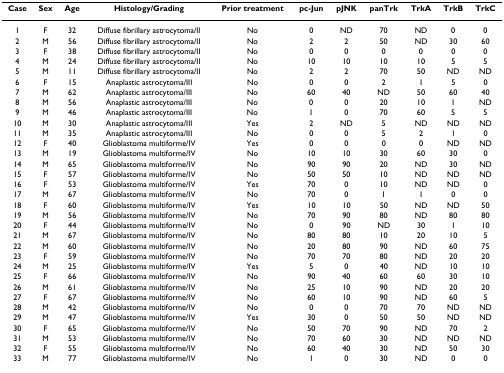 Case Sex Age Histology/Grading Prior treatment pc-Jun pJNK panTrk TrkA TrkB TrkC
1 F 32 Diffuse fibrillary astrocytoma/II No 0 ND 70 ND 0 0
2 M 56 Diffuse fibrillary astrocytoma/II No 2 2 50 ND 30 60
3 F 38 Diffuse fibrillary astrocytoma/II No 0 0 0 0 0 0
4 M 24 Diffuse fibrillary astrocytoma/II No 10 10 10 10 5 5
5 M 11 Diffuse fibrillary astrocytoma/II No 2 2 70 50 ND ND
6 F 15 Anaplastic astrocytoma/III No 0 0 2 1 5 0
7 M 62 Anaplastic astrocytoma/III No 60 40 ND 50 60 40
8 M 56 Anaplastic astrocytoma/III No 0 0 20 10 1 ND
9 M 46 Anaplastic astrocytoma/III No 1 0 70 60 5 5
10 M 30 Anaplastic astrocytoma/III Yes 2 ND 5 ND ND ND
11 M 35 Anaplastic astrocytoma/III No 0 0 5 2 1 0
12 F 40 Glioblastoma multiforme/IV Yes 0 0 0 0 ND ND
13 M 19 Glioblastoma multiforme/IV No 10 10 30 60 30 0
14 M 65 Glioblastoma multiforme/IV No 90 90 20 ND 30 ND
15 F 57 Glioblastoma multiforme/IV No 50 50 10 ND ND ND
16 F 53 Glioblastoma multiforme/IV Yes 70 0 10 ND ND 0
17 M 67 Glioblastoma multiforme/IV No 70 0 1 1 0 0
18 F 60 Glioblastoma multiforme/IV Yes 10 10 50 ND ND 50
19 M 56 Glioblastoma multiforme/IV No 70 90 80 ND 80 80
20 F 44 Glioblastoma multiforme/IV No 0 90 ND 30 1 10
21 M 67 Glioblastoma multiforme/IV No 80 80 10 20 10 5
22 M 60 Glioblastoma multiforme/IV No 20 80 90 ND 60 75
23 F 59 Glioblastoma multiforme/IV No 70 70 80 ND 20 20
24 M 25 Glioblastoma multiforme/IV Yes 5 0 40 ND 10 10
25 F 66 Glioblastoma multiforme/IV No 90 40 60 60 30 10
26 M 61 Glioblastoma multiforme/IV No 25 10 90 ND 20 20
27 F 67 Glioblastoma multiforme/IV No 60 10 90 ND 60 5
28 M 42 Glioblastoma multiforme/IV No 0 0 70 70 ND ND
29 M 47 Glioblastoma multiforme/IV Yes 30 0 50 50 ND ND
30 F 65 Glioblastoma multiforme/IV No 50 70 90 ND 70 2
31 M 53 Glioblastoma multiforme/IV No 70 60 30 ND ND ND
32 F 55 Glioblastoma multiforme/IV No 60 40 30 ND 50 30
33 M 77 Glioblastoma multiforme/IV No 1 0 30 ND 0 0